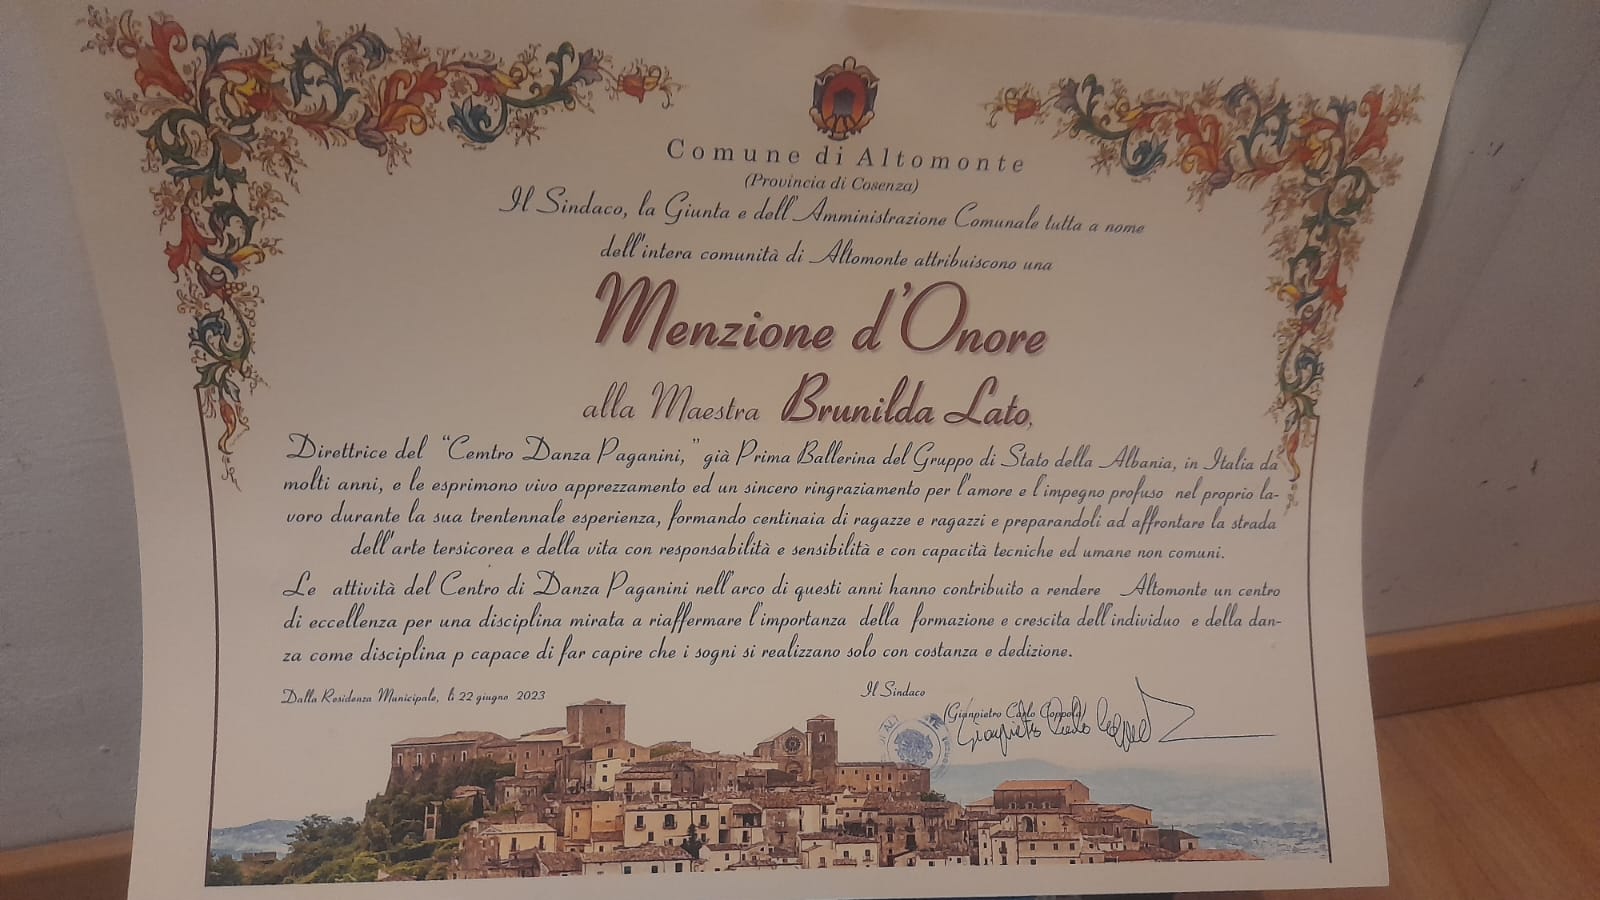 Comune di Altomonte
(Provincia di Cosenza)
Il Sindaco, la Giunta e dell'Amministrazione Comunale tutta a nome
dell'intera comunità di Altomonte attribuiscono una
Menzione d'Onore
alla Maestra Brunilda Lato,
Direttrice del "Cemtro Danza Paganini," già Prima Ballerina del Gruppo di Stato della Albania, in Italia da
molti anni, e le esprimono vivo apprezzamento ed un sincero ringraziamento per l'amore e l'impegno profuso nel proprio la-
voro durante la sua trentennale esperienza, formando centinaia di ragazze e ragazzi e preparandoli ad affrontare la strada
dell'arte tersicorea e della vita con responsabilità e sensibilità e con capacità tecniche ed umane non comuni.
Le attività del Centro di Danza Paganini nell'arco di questi anni hanno contribuito a rendere Altomonte un centro
di eccellenza per una disciplina mirata a riaffermare l'importanza della formazione e crescita dell'individuo e della dan-
za come disciplina p capace di far capire che i sogni si realizzano solo con costanza e dedizione.
Dalla Residenza Municipale, lì 22 giugno 2023
Il Sindaco
(Gianpietro Carlo Coppola)
Gianpietro Carlo Coppola